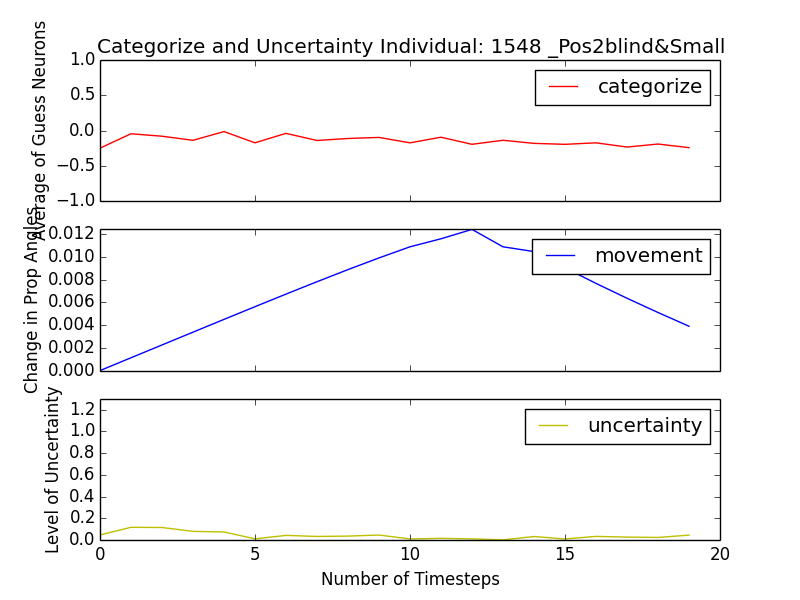 Categorize and Uncertainty Individual: 1548 _Pos2blind&Small
Average of Guess Neurons
1.0
0.5
0.0
−0.5
−1.0
categorize
Change in Prop Angles
0.012
0.010
0.008
0.006
0.004
0.002
0.000
movement
Level of Uncertainty
1.2
1.0
0.8
0.6
0.4
0.2
0.0
uncertainty
0 5 10 15 20
Number of Timesteps